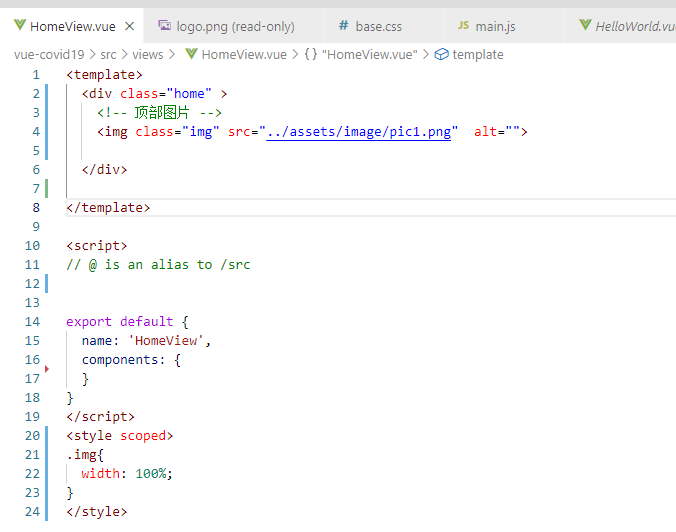 HomeView.vue × logo.png (read-only) # base.css JS main.js HelloWorld.vue
vue-covid19 > src > views > HomeView.vue > {} "HomeView.vue" > template
1 <template>
2 <div class="home" >
3 <!-- 顶部图片 -->
4 <img class="img" src="../assets/image/pic1.png"  alt="">
5
6 </div>
7
8 </template>
9
10 <script>
11 // @ is an alias to /src
12
13
14 export default {
15 name: 'HomeView',
16 components: {
17 }
18 }
19 </script>
20 <style scoped>
21 .img{
22 width: 100%;
23 }
24 </style>